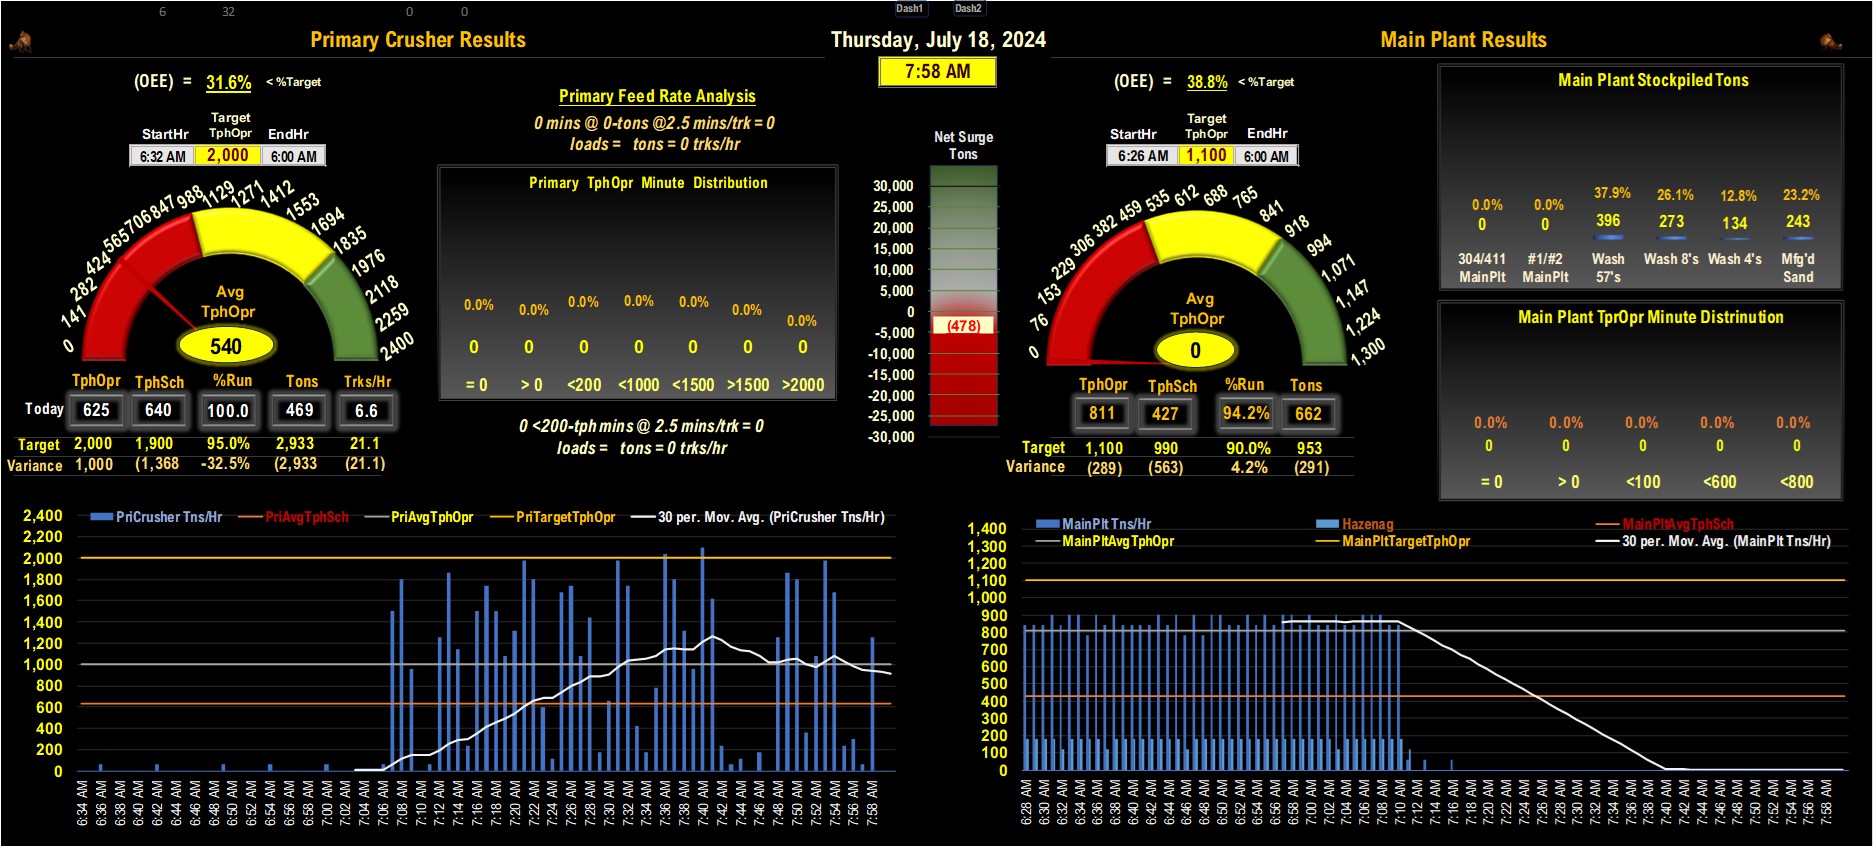 6 32 0 0 Dash1 Dash2
Primary Crusher Results
Thursday, July 18, 2024
Main Plant Results
7:58 AM
(OEE) = 31.6% < %Target
Target
StartHr TphOpr EndHr
6:32 AM 2,000 6:00 AM
0 141 282 424 565 706 847 988 1129 1271 1412 1553 1694 1835 1976 2118 2259 2400
Avg
TphOpr
540
TphOpr TphSch %Run Tons Trks/Hr
Today 625 640 100.0 469 6.6
Target 2,000 1,900 95.0% 2,933 21.1
Variance 1,000 (1,368 -32.5% (2,933 (21.1)
Primary Feed Rate Analysis
0 mins @ 0-tons @2.5 mins/trk = 0
loads = tons = 0 trks/hr
Primary TphOpr Minute Distribution
0.0% 0.0% 0.0% 0.0% 0.0% 0.0% 0.0%
0 0 0 0 0 0 0
= 0 > 0 <200 <1000 <1500 >1500 >2000
0 <200-tph mins @ 2.5 mins/trk = 0
loads = tons = 0 trks/hr
Net Surge
Tons
30,000
25,000
20,000
15,000
10,000
5,000
0
-5,000
-10,000
-15,000
-20,000
-25,000
-30,000
(478)
(OEE) = 38.8% < %Target
Target
StartHr TphOpr EndHr
6:26 AM 1,100 6:00 AM
0 76 153 229 306 382 459 535 612 688 765 841 918 994 1,071 1,147 1,224 1,300
Avg
TphOpr
0
TphOpr TphSch %Run Tons
811 427 94.2% 662
Target 1,100 990 90.0% 953
Variance (289) (563) 4.2% (291)
Main Plant Stockpiled Tons
0.0% 0.0% 37.9% 26.1% 12.8% 23.2%
0 0 396 273 134 243
304/411 #1/#2 Wash Wash 8's Wash 4's Mfg'd
MainPlt MainPlt 57's Sand
Main Plant TprOpr Minute Distrinution
0.0% 0.0% 0.0% 0.0% 0.0%
0 0 0 0 0
= 0 > 0 <100 <600 <800
PriCrusher Tns/Hr PriAvgTphSch PriAvgTphOpr PriTargetTphOpr 30 per. Mov. Avg. (PriCrusher Tns/Hr)
2,400
2,200
2,000
1,800
1,600
1,400
1,200
1,000
800
600
400
200
0
6:34 AM 6:36 AM 6:38 AM 6:40 AM 6:42 AM 6:44 AM 6:46 AM 6:48 AM 6:50 AM 6:52 AM 6:54 AM 6:56 AM 6:58 AM 7:00 AM 7:02 AM 7:04 AM 7:06 AM 7:08 AM 7:10 AM 7:12 AM 7:14 AM 7:16 AM 7:18 AM 7:20 AM 7:22 AM 7:24 AM 7:26 AM 7:28 AM 7:30 AM 7:32 AM 7:34 AM 7:36 AM 7:38 AM 7:40 AM 7:42 AM 7:44 AM 7:46 AM 7:48 AM 7:50 AM 7:52 AM 7:54 AM 7:56 AM 7:58 AM
MainPlt Tns/Hr Hazenag MainPltAvgTphSch
MainPltAvgTphOpr MainPltTargetTphOpr 30 per. Mov. Avg. (MainPlt Tns/Hr)
1,400
1,300
1,200
1,100
1,000
900
800
700
600
500
400
300
200
100
0
6:28 AM 6:30 AM 6:32 AM 6:34 AM 6:36 AM 6:38 AM 6:40 AM 6:42 AM 6:44 AM 6:46 AM 6:48 AM 6:50 AM 6:52 AM 6:54 AM 6:56 AM 6:58 AM 7:00 AM 7:02 AM 7:04 AM 7:06 AM 7:08 AM 7:10 AM 7:12 AM 7:14 AM 7:16 AM 7:18 AM 7:20 AM 7:22 AM 7:24 AM 7:26 AM 7:28 AM 7:30 AM 7:32 AM 7:34 AM 7:36 AM 7:38 AM 7:40 AM 7:42 AM 7:44 AM 7:46 AM 7:48 AM 7:50 AM 7:52 AM 7:54 AM 7:56 AM 7:58 AM